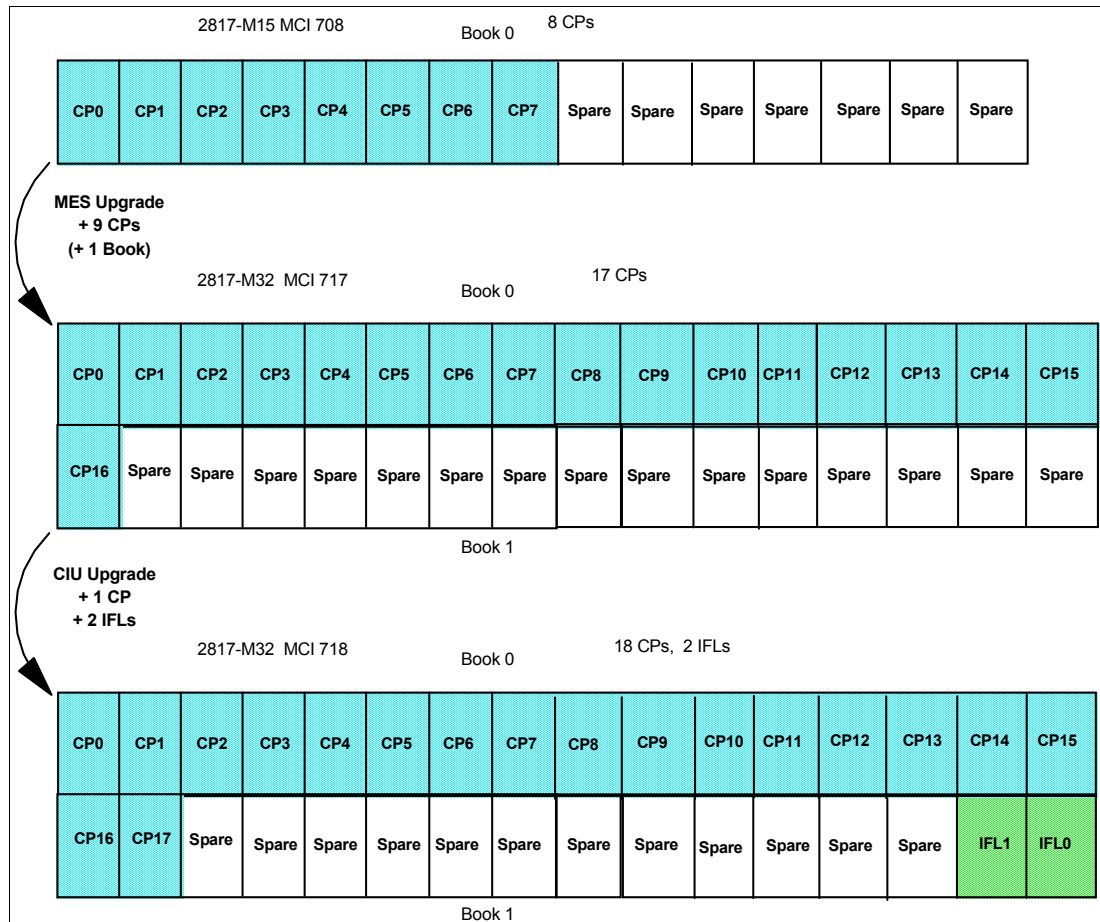 2817-M15 MCI 708 Book 0 8 CPs
CP0 CP1 CP2 CP3 CP4 CP5 CP6 CP7 Spare Spare Spare Spare Spare Spare Spare
MES Upgrade
+ 9 CPs
(+ 1 Book)
2817-M32 MCI 717 Book 0 17 CPs
CP0 CP1 CP2 CP3 CP4 CP5 CP6 CP7 CP8 CP9 CP10 CP11 CP12 CP13 CP14 CP15
CP16 Spare Spare Spare Spare Spare Spare Spare Spare Spare Spare Spare Spare Spare Spare Spare
Book 1
CIU Upgrade
+ 1 CP
+ 2 IFLs
2817-M32 MCI 718 Book 0 18 CPs, 2 IFLs
CP0 CP1 CP2 CP3 CP4 CP5 CP6 CP7 CP8 CP9 CP10 CP11 CP12 CP13 CP14 CP15
CP16 CP17 Spare Spare Spare Spare Spare Spare Spare Spare Spare Spare Spare Spare IFL1 IFL0
Book 1